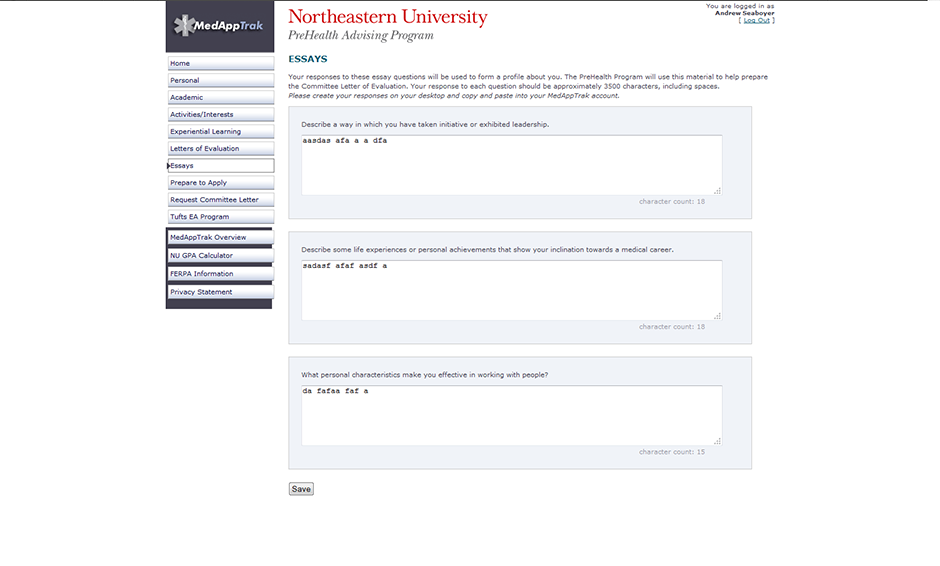 MedAppTrak
Northeastern University
PreHealth Advising Program
You are logged in as
Andrew Seaboyer
[ Log Out ]
Home
Personal
Academic
Activities/Interests
Experiential Learning
Letters of Evaluation
Essays
Prepare to Apply
Request Committee Letter
Tufts EA Program
MedAppTrak Overview
NU GPA Calculator
FERPA Information
Privacy Statement
ESSAYS
Your responses to these essay questions will be used to form a profile about you. The PreHealth Program will use this material to help prepare
the Committee Letter of Evaluation. Your response to each question should be approximately 3500 characters, including spaces.
Please create your responses on your desktop and copy and paste into your MedAppTrak account.
Describe a way in which you have taken initiative or exhibited leadership.
aasdas afa a a dfa
character count: 18
Describe some life experiences or personal achievements that show your inclination towards a medical career.
sadasf afaf asdf a
character count: 18
What personal characteristics make you effective in working with people?
da fafaa faf a
character count: 15
Save